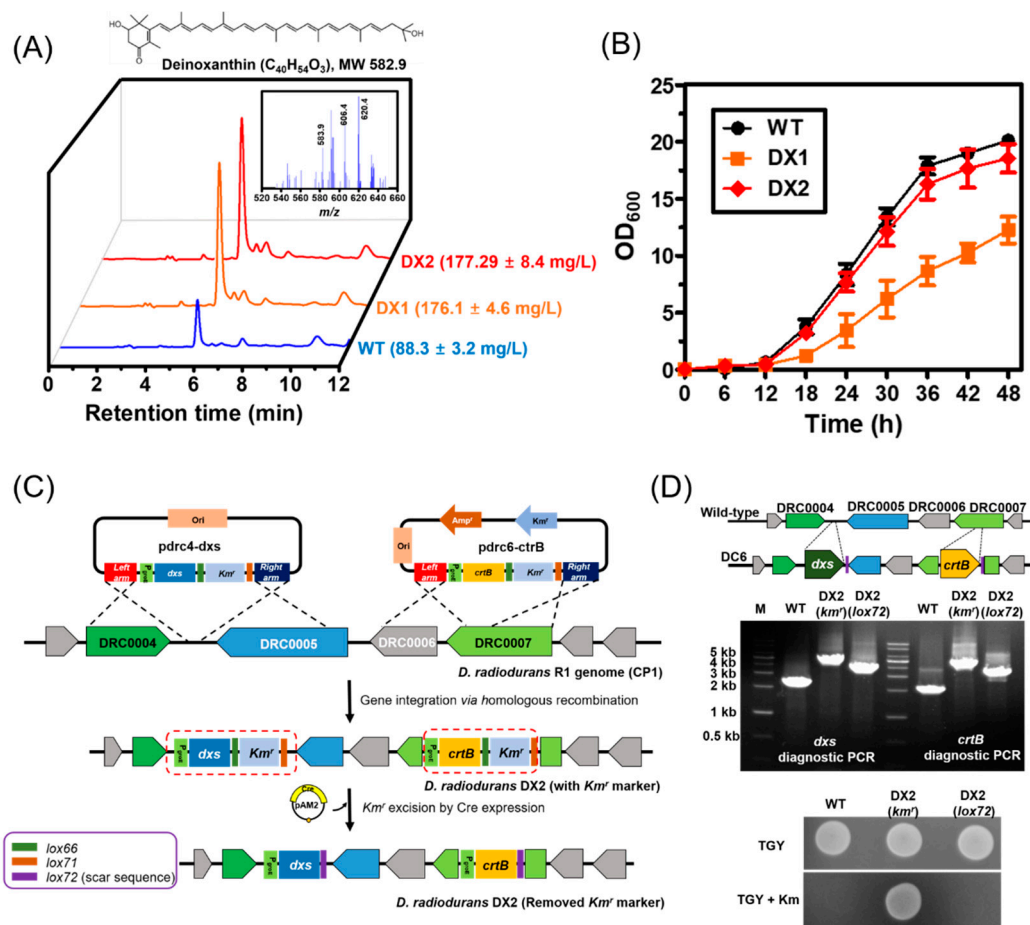 (A)
HO
O
OH
Deinoxanthin (C40H54O3), MW 582.9
583.9
606.4
620.4
520 540 560 580 600 620 640 660
m/z
DX2 (177.29 ± 8.4 mg/L)
DX1 (176.1 ± 4.6 mg/L)
WT (88.3 ± 3.2 mg/L)
0 2 4 6 8 10 12
Retention time (min)
(B)
WT
DX1
DX2
OD600
25
20
15
10
5
0
0 6 12 18 24 30 36 42 48
Time (h)
(C)
Ori
pdrc4-dxs
Left arm
PgroE
dxs
Kmr
Right arm
Ampr
Kmr
Ori
pdrc6-ctrB
Left arm
PgroE
crtB
Kmr
Right arm
DRC0004
DRC0005
DRC0006
DRC0007
D. radiodurans R1 genome (CP1)
Gene integration via homologous recombination
PgroE
dxs
Kmr
PgroE
crtB
Kmr
D. radiodurans DX2 (with Kmr marker)
Cre
pAM2
Kmr excision by Cre expression
lox66
lox71
lox72 (scar sequence)
PgroE
dxs
PgroE
crtB
D. radiodurans DX2 (Removed Kmr marker)
(D)
DRC0004 DRC0005 DRC0006 DRC0007
Wild-type
DC6
dxs
crtB
M
WT
DX2 (kmr)
DX2 (lox72)
WT
DX2 (kmr)
DX2 (lox72)
5 kb
4 kb
3 kb
2 kb
1 kb
0.5 kb
dxs
diagnostic PCR
crtB
diagnostic PCR
WT
DX2 (kmr)
DX2 (lox72)
TGY
TGY + Km